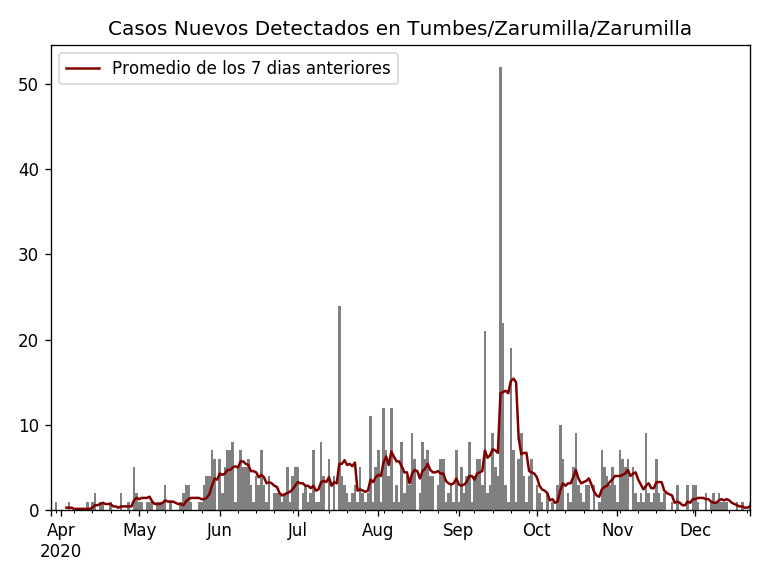 Casos Nuevos Detectados en Tumbes/Zarumilla/Zarumilla
Promedio de los 7 dias anteriores
50
40
30
20
10
0
Apr May Jun Jul Aug Sep Oct Nov Dec
2020